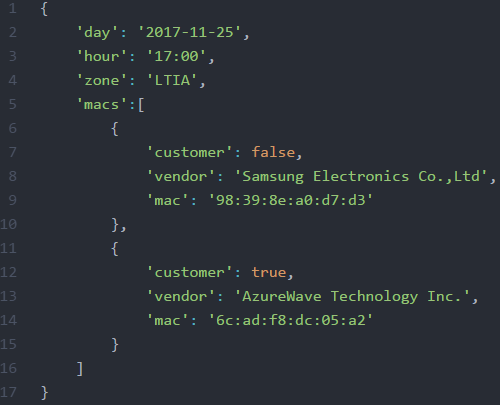 1 {
2     'day': '2017-11-25',
3     'hour': '17:00',
4     'zone': 'LTIA',
5     'macs':[
6         {
7             'customer': false,
8             'vendor': 'Samsung Electronics Co.,Ltd',
9             'mac': '98:39:8e:a0:d7:d3'
10         },
11         {
12             'customer': true,
13             'vendor': 'AzureWave Technology Inc.',
14             'mac': '6c:ad:f8:dc:05:a2'
15         }
16     ]
17 }